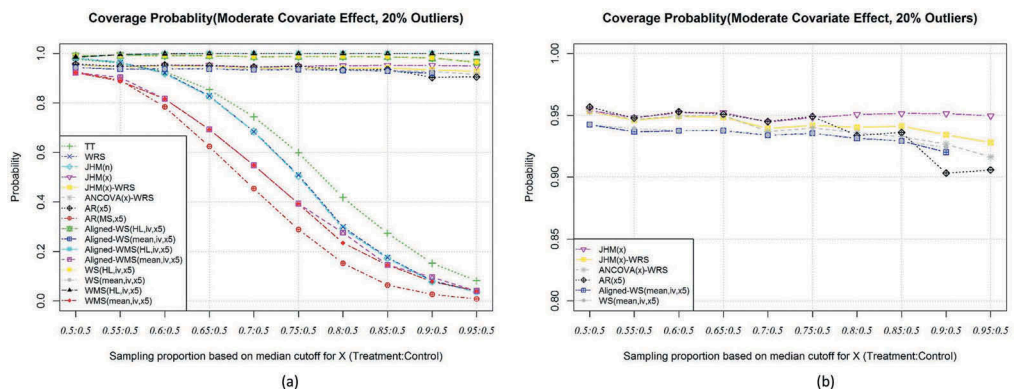 Coverage Probablity(Moderate Covariate Effect, 20% Outliers)
1.0
0.8
0.6
0.4
0.2
0.0
Probability
TT
WRS
JHM(n)
JHM(x)
JHM(x)-WRS
ANCOVA(x)-WRS
AR(x5)
AR(MS,x5)
Aligned-WS(HL,iv,x5)
Aligned-WS(mean,iv,x5)
Aligned-WMS(HL,iv,x5)
Aligned-WMS(mean,iv,x5)
WS(HL,iv,x5)
WS(mean,iv,x5)
WMS(HL,iv,x5)
WMS(mean,iv,x5)
0.5:0.5 0.55:0.5 0.6:0.5 0.65:0.5 0.7:0.5 0.75:0.5 0.8:0.5 0.85:0.5 0.9:0.5 0.95:0.5
Sampling proportion based on median cutoff for X (Treatment:Control)
(a)
Coverage Probablity(Moderate Covariate Effect, 20% Outliers)
1.00
0.95
0.90
0.85
0.80
Probability
JHM(x)
JHM(x)-WRS
ANCOVA(x)-WRS
AR(x5)
Aligned-WS(mean,iv,x5)
WS(mean,iv,x5)
0.5:0.5 0.55:0.5 0.6:0.5 0.65:0.5 0.7:0.5 0.75:0.5 0.8:0.5 0.85:0.5 0.9:0.5 0.95:0.5
Sampling proportion based on median cutoff for X (Treatment:Control)
(b)